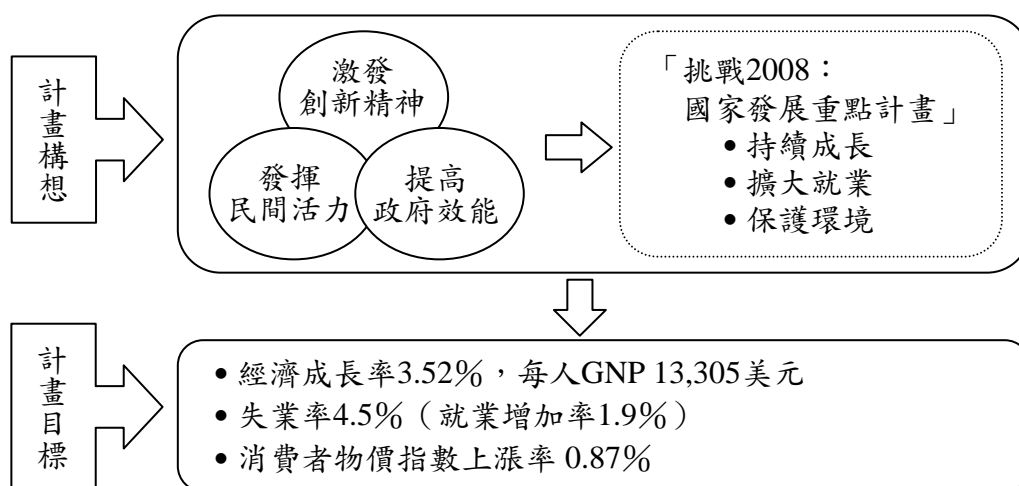 計畫構想
激發
創新精神
發揮
民間活力
提高
政府效能
「挑戰2008：
國家發展重點計畫」
• 持續成長
• 擴大就業
• 保護環境
計畫目標
• 經濟成長率3.52%，每人GNP 13,305美元
• 失業率4.5%（就業增加率1.9%）
• 消費者物價指數上漲率 0.87%